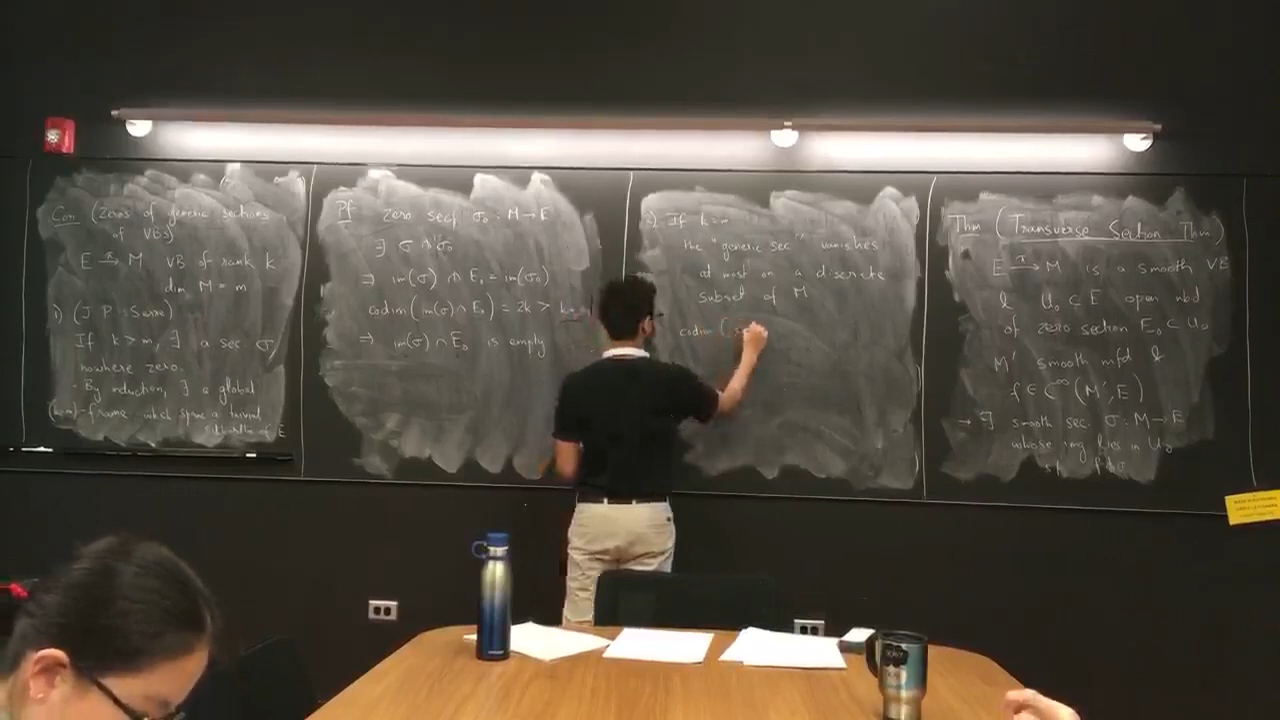 Cor (Zeros of generic sections
of VBs)
E →π M VB of rank k
dim M = m
1) (J P Serre)
If k > m, ∃ a sec. σ
nowhere zero.
· By induction, ∃ a global
(k-m)-frame which span a trivial
subbundle of E
Pf zero sect σ₀ : M → E
∃ σ ⋔ σ₀
⇒ im(σ) ⋔ E₀ = im(σ₀)
codim(im(σ) ∩ E₀) = 2k > k+m
⇒ im(σ) ∩ E₀ is empty
2) If k = m
the "generic sec" vanishes
at most on a discrete
subset of M
codim (
Thm (Transverse Section Thm)
E →π M is a smooth VB
& U₀ ⊂ E open nbd
of zero section E₀ ⊂ U₀
M' smooth mfd &
f ∈ C^∞(M', E)
→ ∃ smooth sec. σ : M → E
whose img lies in U₀
f ⋔ σ